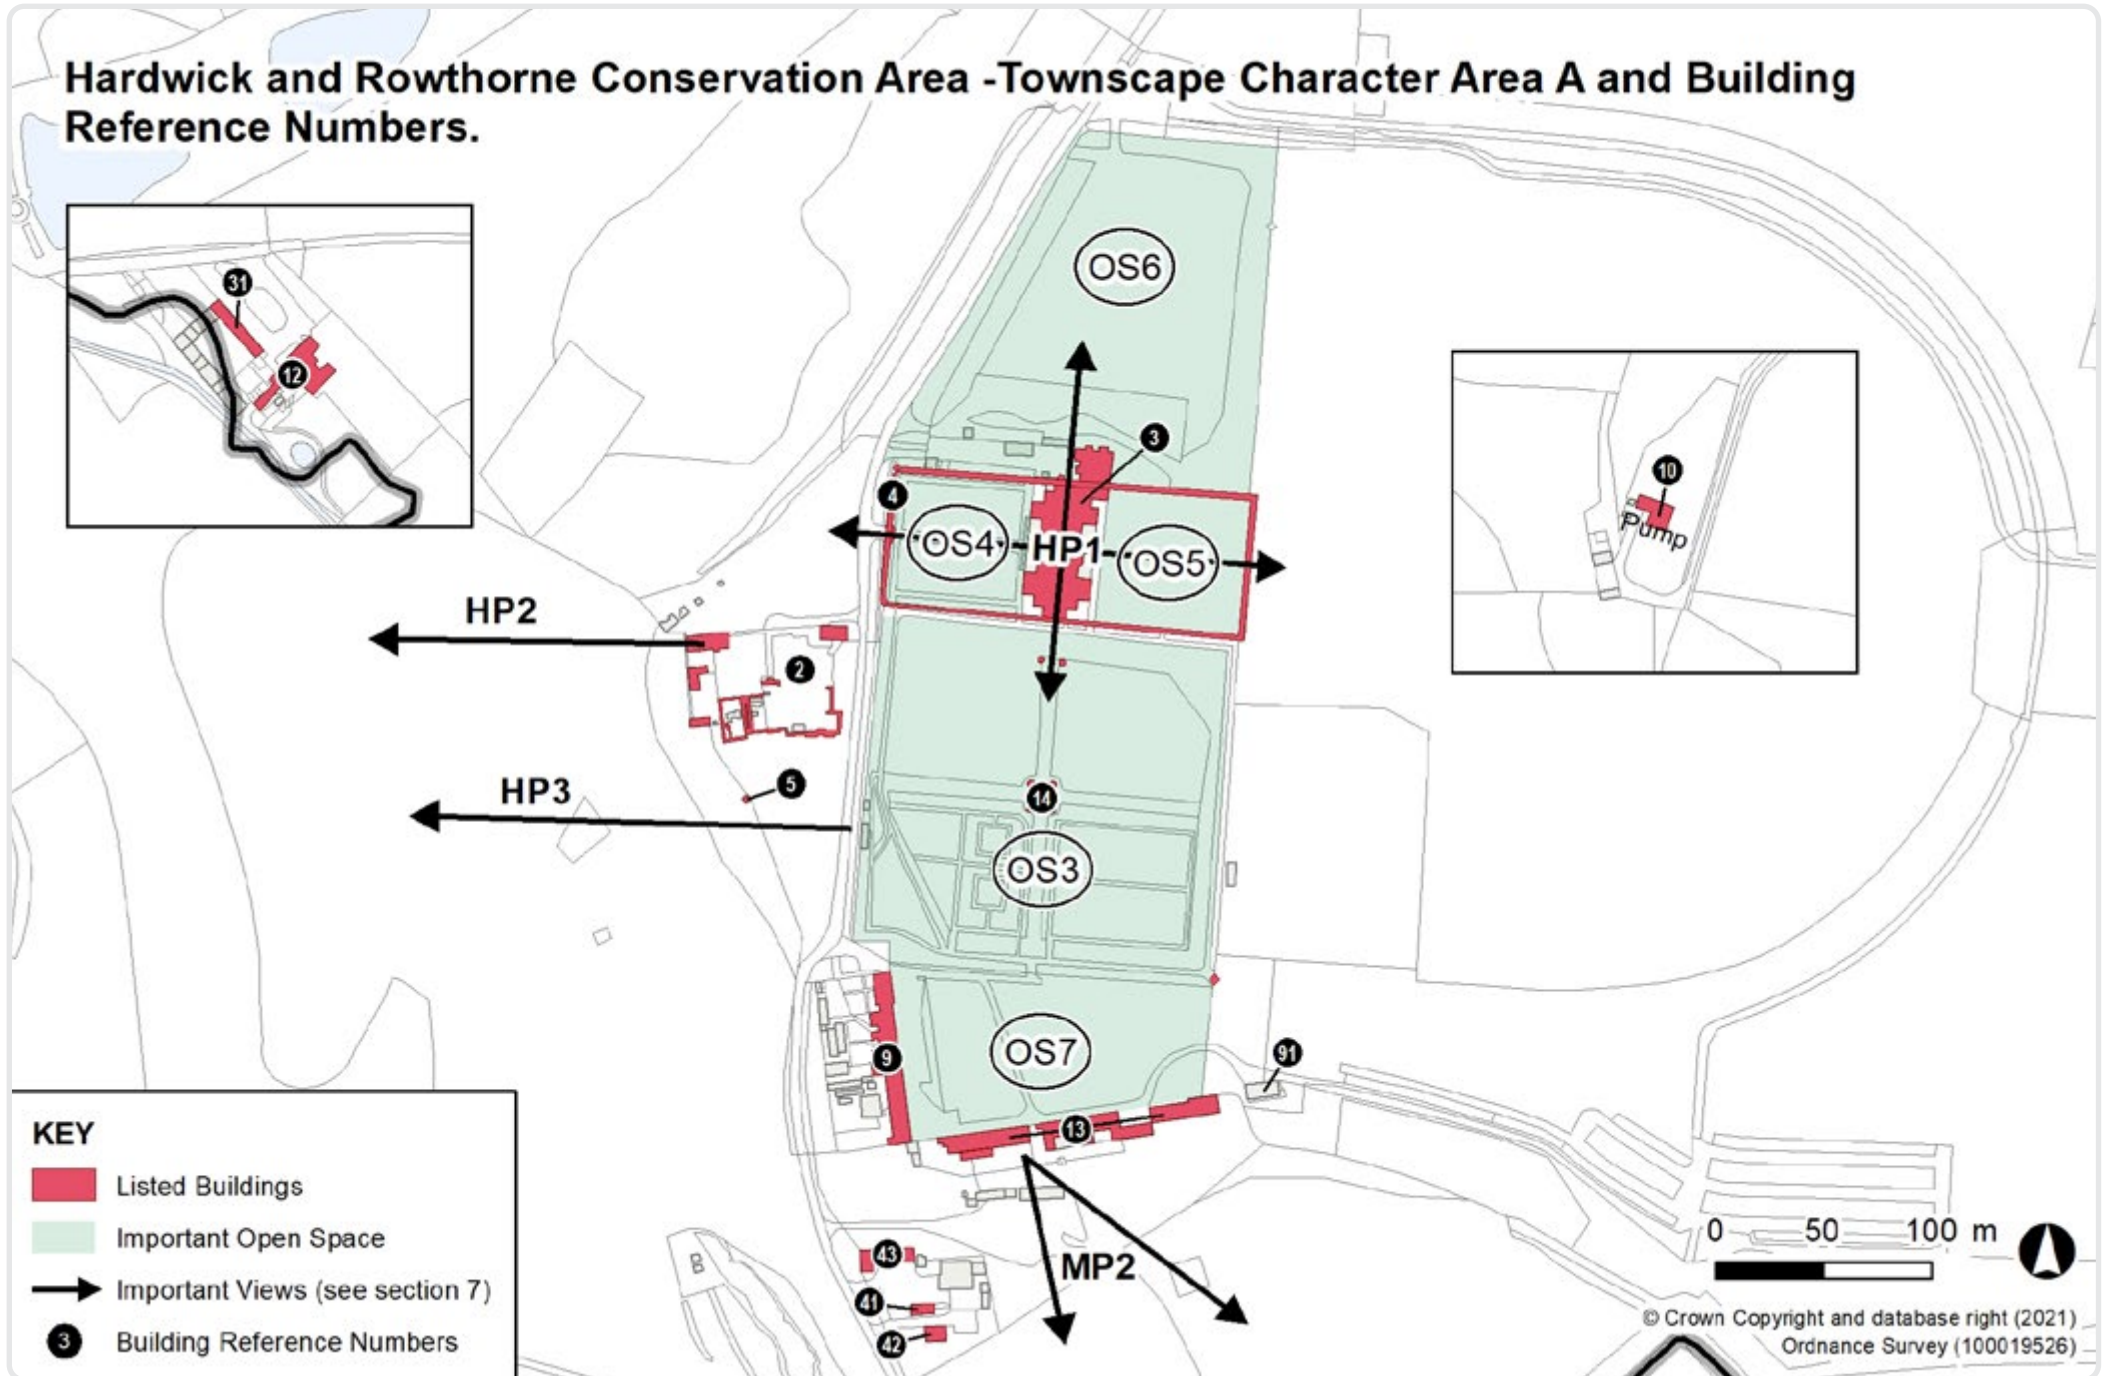 Hardwick and Rowthorne Conservation Area -Townscape Character Area A and Building
Reference Numbers.
31
12
OS6
3
4
10
Pump
OS4
HP1
OS5
HP2
2
HP3
5
14
OS3
9
OS7
91
13
MP2
43
41
42
KEY
Listed Buildings
Important Open Space
Important Views (see section 7)
3 Building Reference Numbers
0 50 100 m
© Crown Copyright and database right (2021)
Ordnance Survey (100019526)